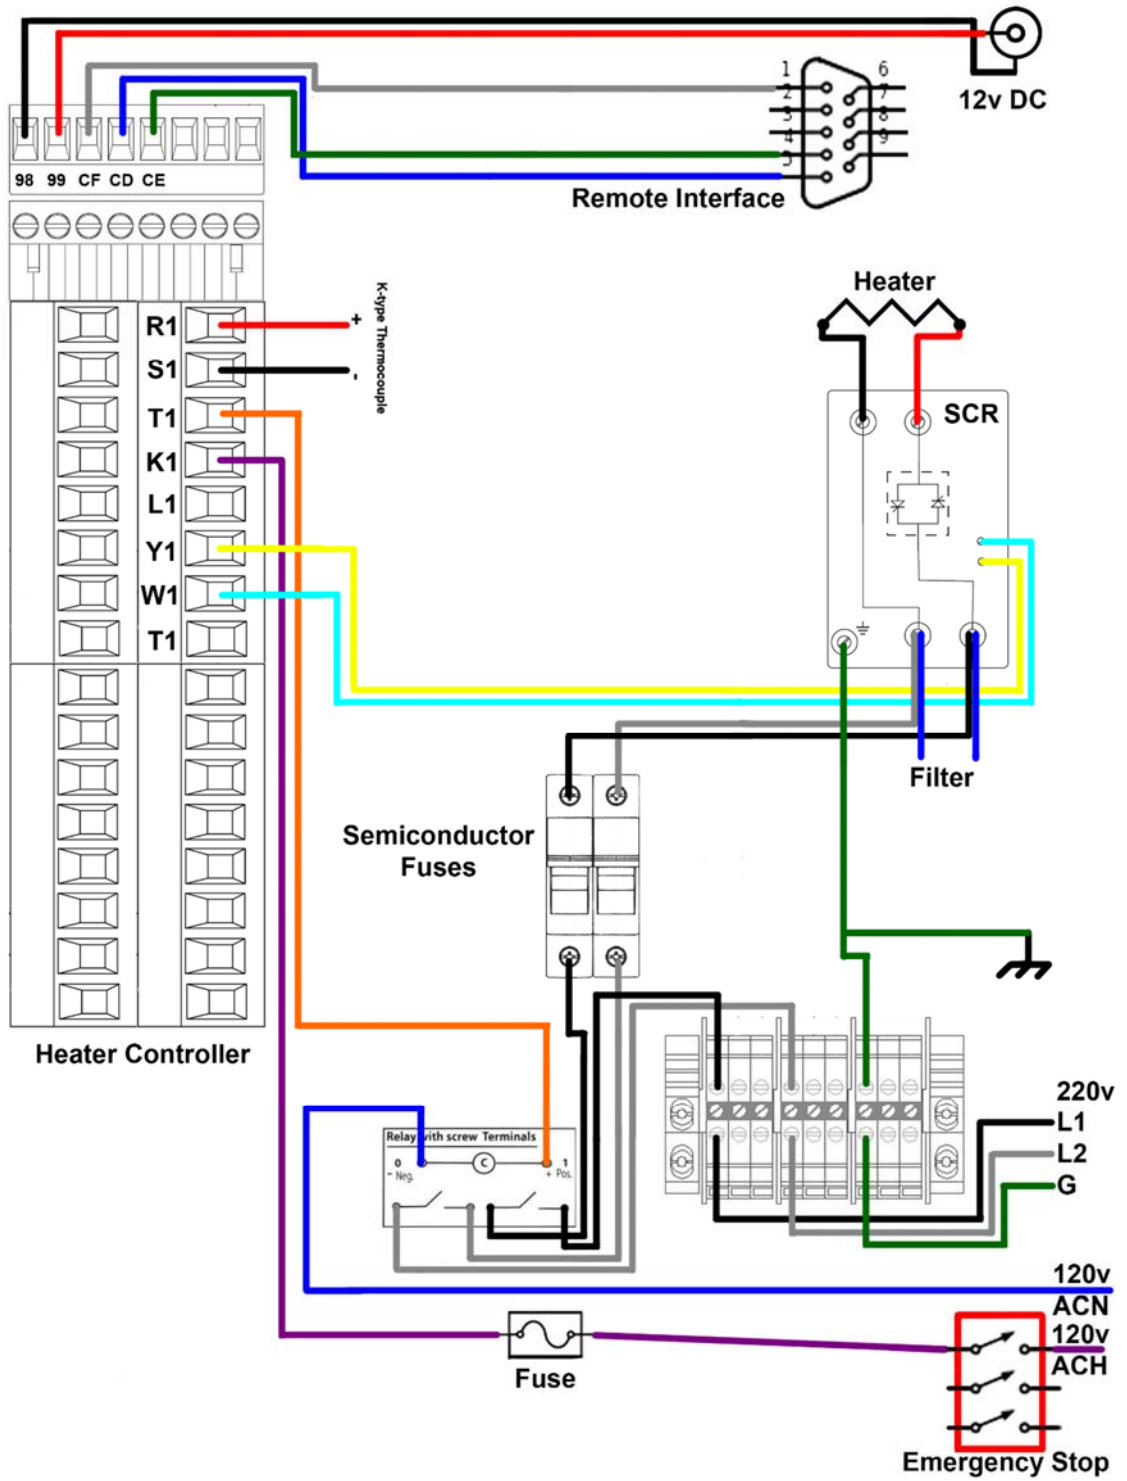 12v DC
1
6
2
7
3
8
4
9
5
98 99 CF CD CE
Remote Interface
R1
+
K-type Thermocouple
S1
-
T1
K1
L1
Y1
W1
T1
Heater
SCR
Filter
Semiconductor
Fuses
Heater Controller
220v
L1
L2
G
Relay with screw Terminals
0
C
1
- Neg.
+ Pos.
120v
ACN
120v
ACH
Fuse
Emergency Stop